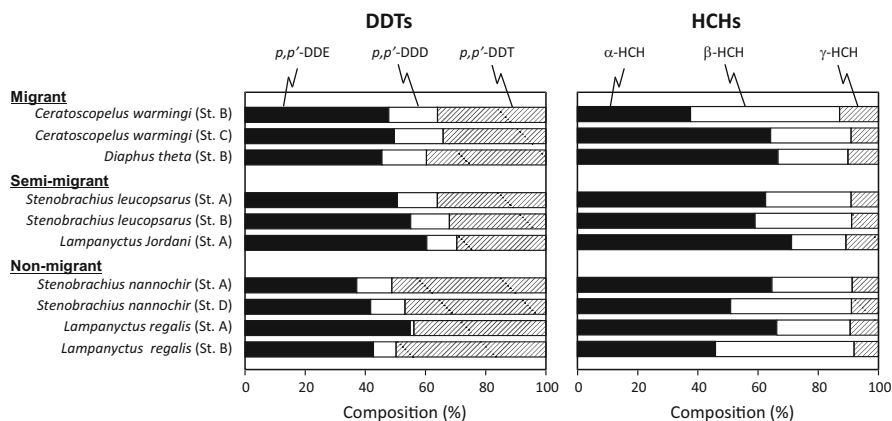 DDTs HCHs
p,p′-DDE p,p′-DDD p,p′-DDT α-HCH β-HCH γ-HCH
Migrant
Ceratoscopelus warmingi (St. B)
Ceratoscopelus warmingi (St. C)
Diaphus theta (St. B)
Semi-migrant
Stenobrachius leucopsarus (St. A)
Stenobrachius leucopsarus (St. B)
Lampanyctus Jordani (St. A)
Non-migrant
Stenobrachius nannochir (St. A)
Stenobrachius nannochir (St. D)
Lampanyctus regalis (St. A)
Lampanyctus regalis (St. B)
0 20 40 60 80 100 0 20 40 60 80 100
Composition (%) Composition (%)